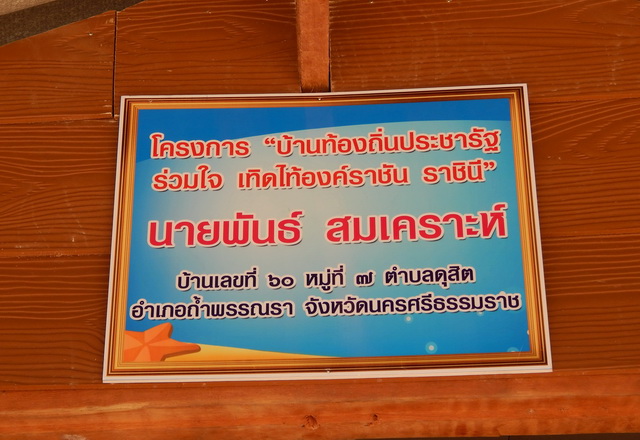 โครงการ “บ้านท้องถิ่นประชารัฐ
ร่วมใจ เทิดไท้องค์ราชัน ราชินี”
นายพันธ์ สมเคราะห์
บ้านเลขที่ ๖๐ หมู่ที่ ๗ ตำบลดุสิต
อำเภอถ้ำพรรณรา จังหวัดนครศรีธรรมราช